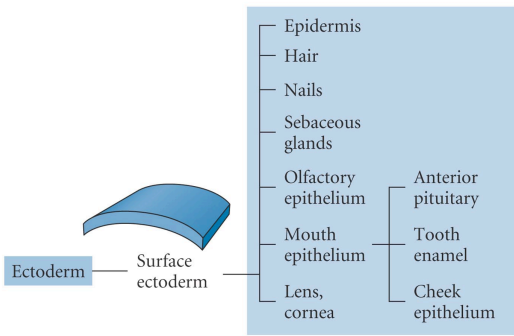 Epidermis
Hair
Nails
Sebaceous
glands
Olfactory
epithelium
Anterior
pituitary
Mouth
epithelium
Tooth
enamel
Ectoderm
Surface
ectoderm
Lens,
cornea
Cheek
epithelium